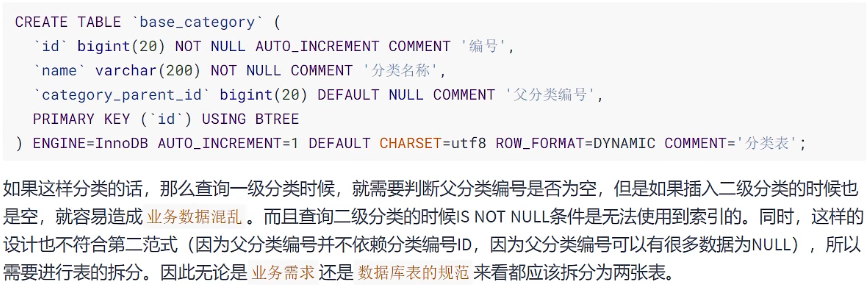 CREATE TABLE `base_category` (
  `id` bigint(20) NOT NULL AUTO_INCREMENT COMMENT '编号',
  `name` varchar(200) NOT NULL COMMENT '分类名称',
  `category_parent_id` bigint(20) DEFAULT NULL COMMENT '父分类编号',
  PRIMARY KEY (`id`) USING BTREE
) ENGINE=InnoDB AUTO_INCREMENT=1 DEFAULT CHARSET=utf8 ROW_FORMAT=DYNAMIC COMMENT='分类表';
如果这样分类的话，那么查询一级分类时候，就需要判断父分类编号是否为空，但是如果插入二级分类的时候也
是空，就容易造成 业务数据混乱 。而且查询二级分类的时候IS NOT NULL条件是无法使用到索引的。同时，这样的
设计也不符合第二范式（因为父分类编号并不依赖分类编号ID，因为父分类编号可以有很多数据为NULL），所以
需要进行表的拆分。因此无论是 业务需求 还是 数据库表的规范 来看都应该拆分为两张表。